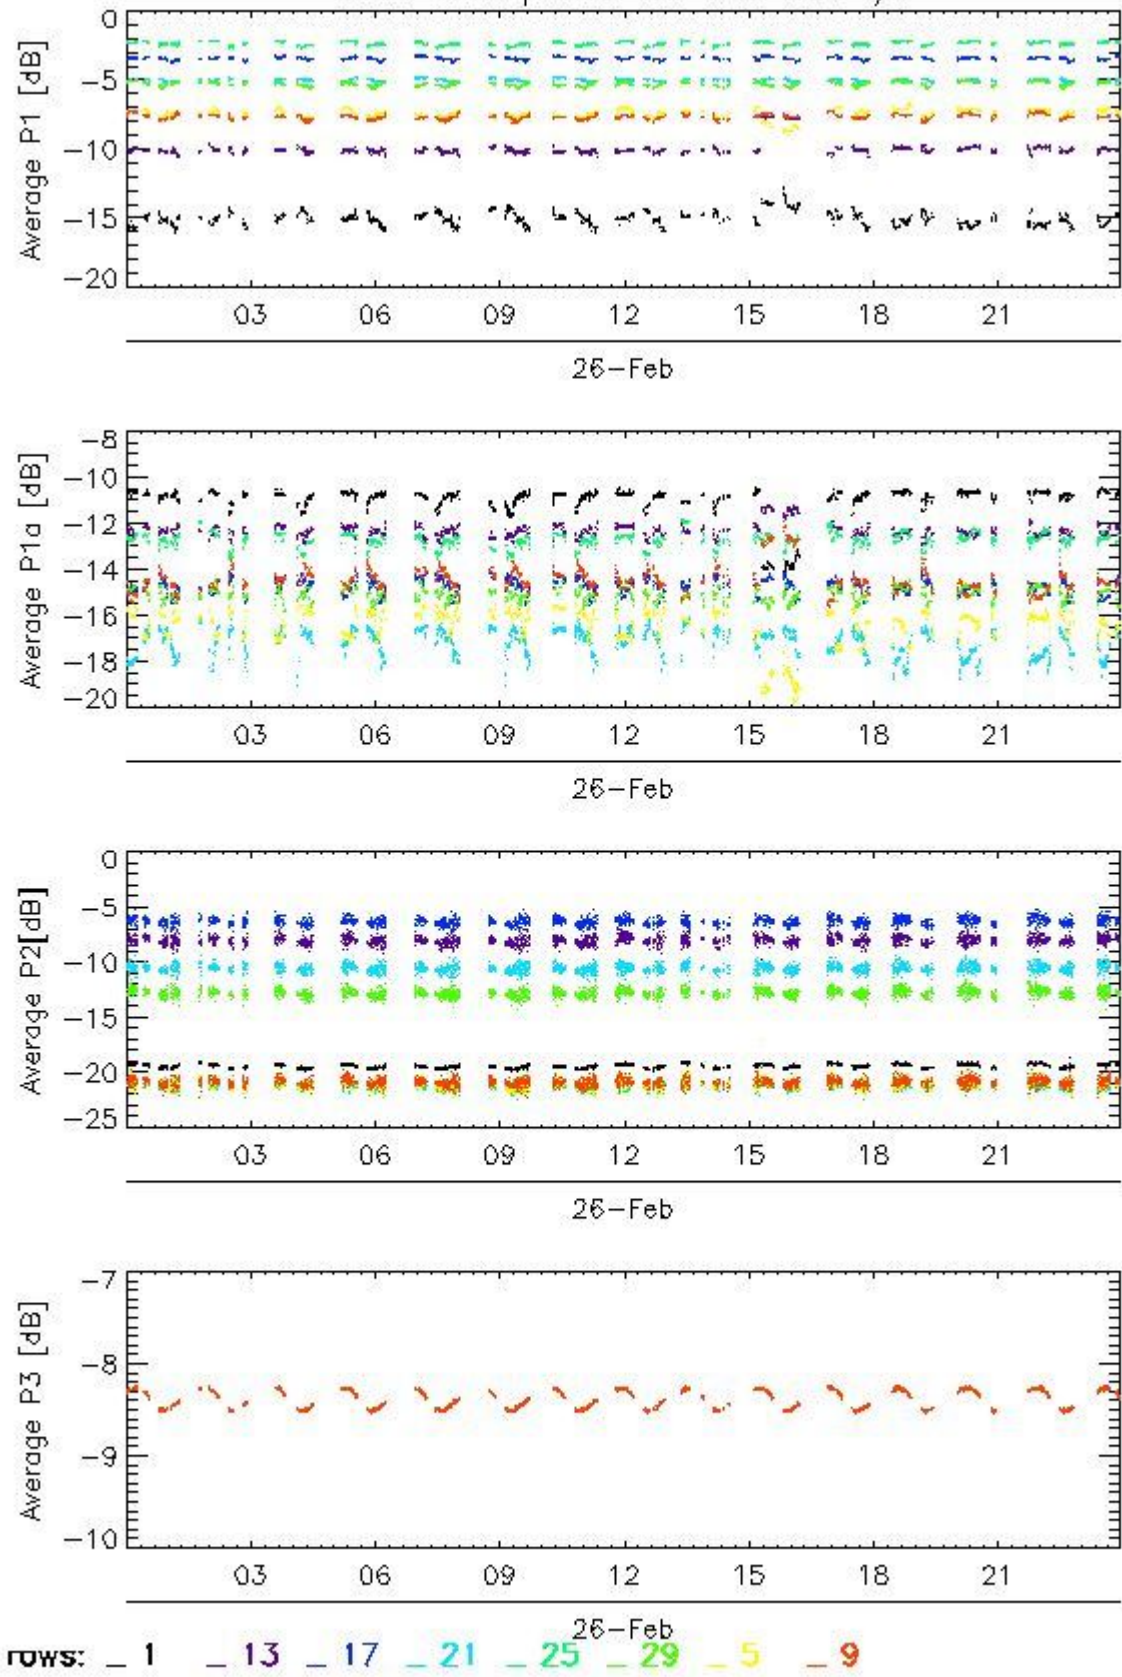 Average P1 [dB]
0
−5
−10
−15
−20
03 06 09 12 15 18 21
26−Feb
Average P1a [dB]
−8
−10
−12
−14
−16
−18
−20
03 06 09 12 15 18 21
26−Feb
Average P2[dB]
0
−5
−10
−15
−20
−25
03 06 09 12 15 18 21
26−Feb
Average P3 [dB]
−7
−8
−9
−10
03 06 09 12 15 18 21
26−Feb
rows: _ 1 _ 13 _ 17 _ 21 _ 25 _ 29 _ 5 _ 9